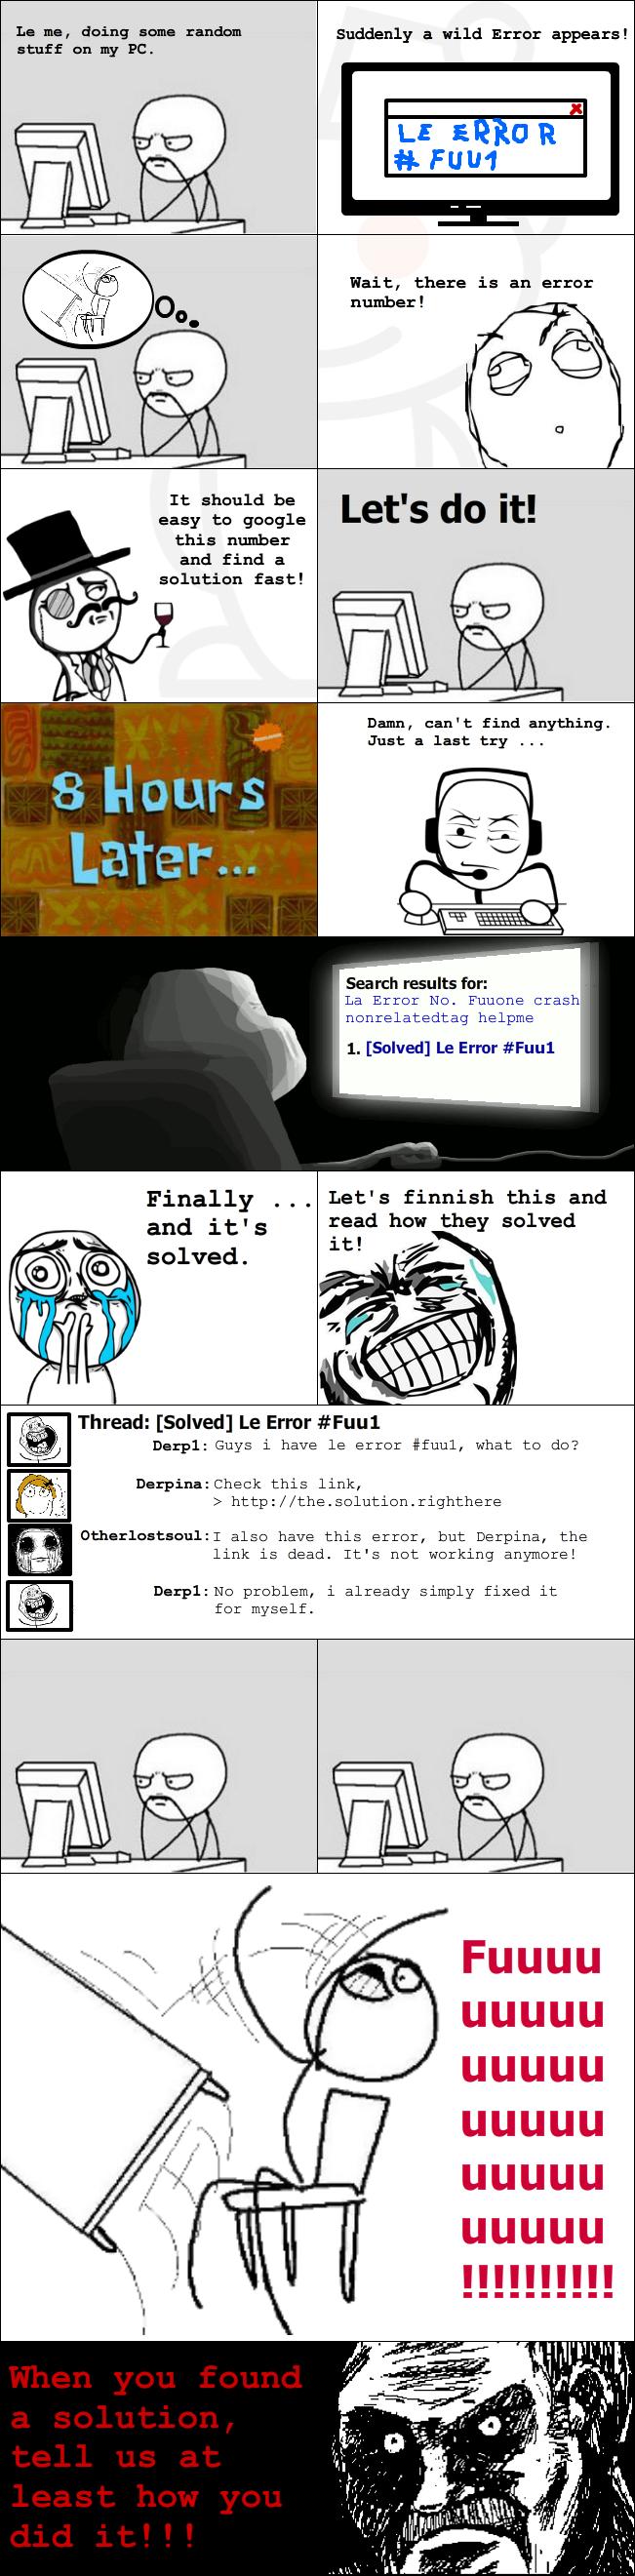 Le me, doing some random
stuff on my PC.
Suddenly a wild Error appears!
LE ERROR
# FUU1
Wait, there is an error
number!
It should be
easy to google
this number
and find a
solution fast!
Let's do it!
8 Hours
Later...
Damn, can't find anything.
Just a last try ...
Search results for:
La Error No. Fuuone crash
nonrelatedtag helpme
1. [Solved] Le Error #Fuu1
Finally ...
and it's
solved.
Let's finnish this and
read how they solved
it!
Thread: [Solved] Le Error #Fuu1
Derp1: Guys i have le error #fuu1, what to do?
Derpina: Check this link,
> http://the.solution.righthere
Otherlostsoul: I also have this error, but Derpina, the
link is dead. It's not working anymore!
Derp1: No problem, i already simply fixed it
for myself.
Fuuuu
uuuuu
uuuuu
uuuuu
uuuuu
uuuuu
!!!!!!!!!!
When you found
a solution,
tell us at
least how you
did it!!!